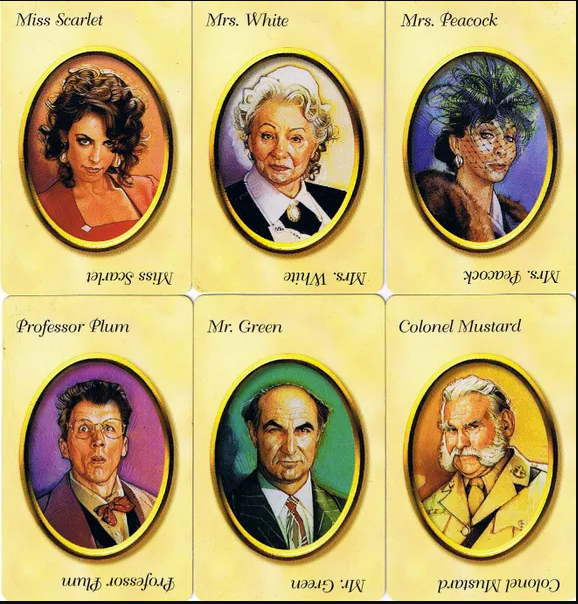 Miss Scarlet
Mrs. White
Mrs. Peacock
Miss Scarlet
Mrs. White
Mrs. Peacock
Professor Plum
Mr. Green
Colonel Mustard
Professor Plum
Mr. Green
Colonel Mustard